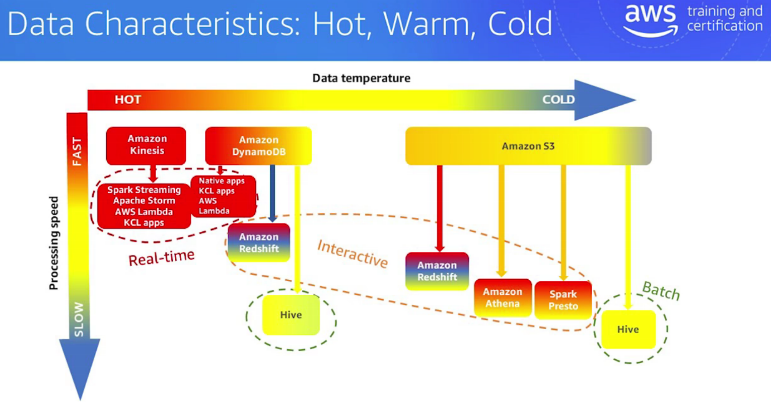 Data Characteristics: Hot, Warm, Cold
aws
training and
certification
Data temperature
HOT
COLD
FAST
Processing speed
SLOW
Amazon
Kinesis
Amazon
DynamoDB
Amazon S3
Spark Streaming
Apache Storm
AWS Lambda
KCL apps
Native apps
KCL apps
AWS
Lambda
Real-time
Amazon
Redshift
Interactive
Amazon
Redshift
Amazon
Athena
Spark
Presto
Batch
Hive
Hive